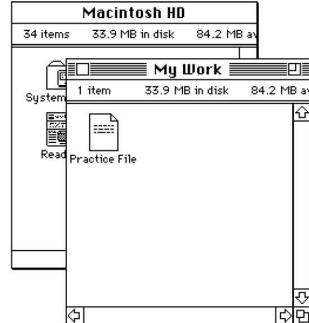 Macintosh HD
34 items 33.9 MB in disk 84.2 MB av
System
Read
My Work
1 item 33.9 MB in disk 84.2 MB av
Practice File